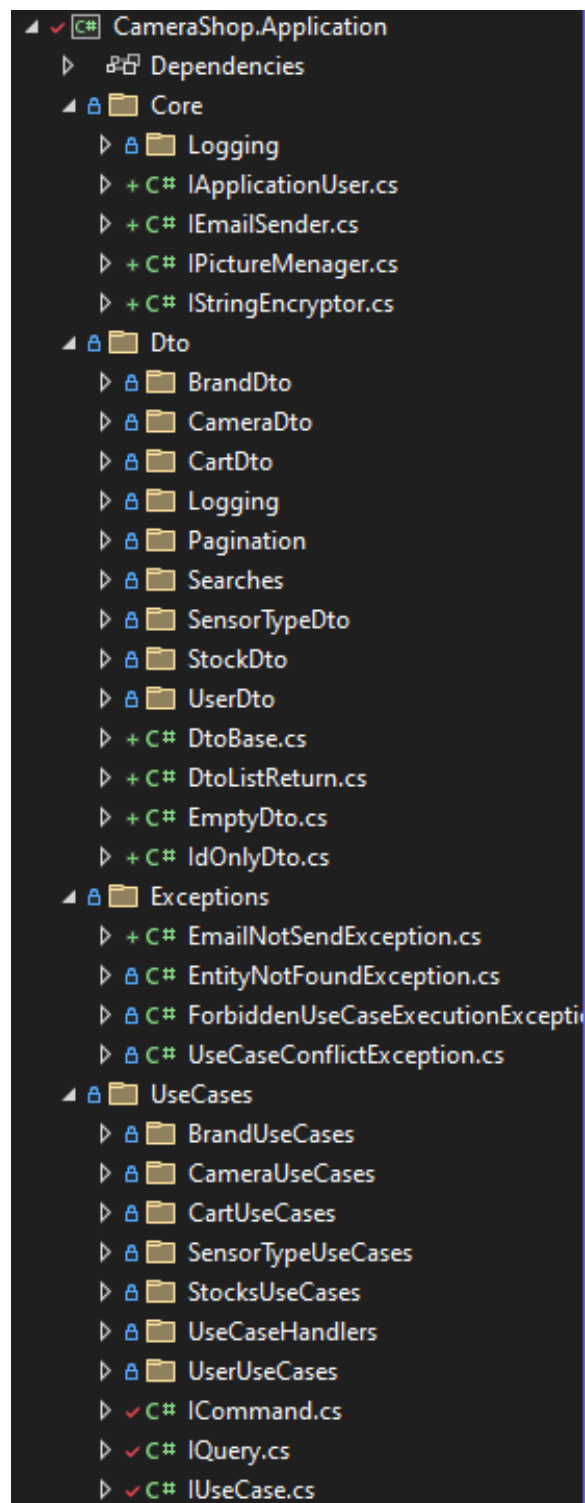 C# CameraShop.Application
Dependencies
Core
Logging
C# IApplicationUser.cs
C# IEmailSender.cs
C# IPictureMenager.cs
C# IStringEncryptor.cs
Dto
BrandDto
CameraDto
CartDto
Logging
Pagination
Searches
SensorTypeDto
StockDto
UserDto
C# DtoBase.cs
C# DtoListReturn.cs
C# EmptyDto.cs
C# IdOnlyDto.cs
Exceptions
C# EmailNotSendException.cs
C# EntityNotFoundException.cs
C# ForbiddenUseCaseExecutionExcepti
C# UseCaseConflictException.cs
UseCases
BrandUseCases
CameraUseCases
CartUseCases
SensorTypeUseCases
StocksUseCases
UseCaseHandlers
UserUseCases
C# ICommand.cs
C# IQuery.cs
C# IUseCase.cs